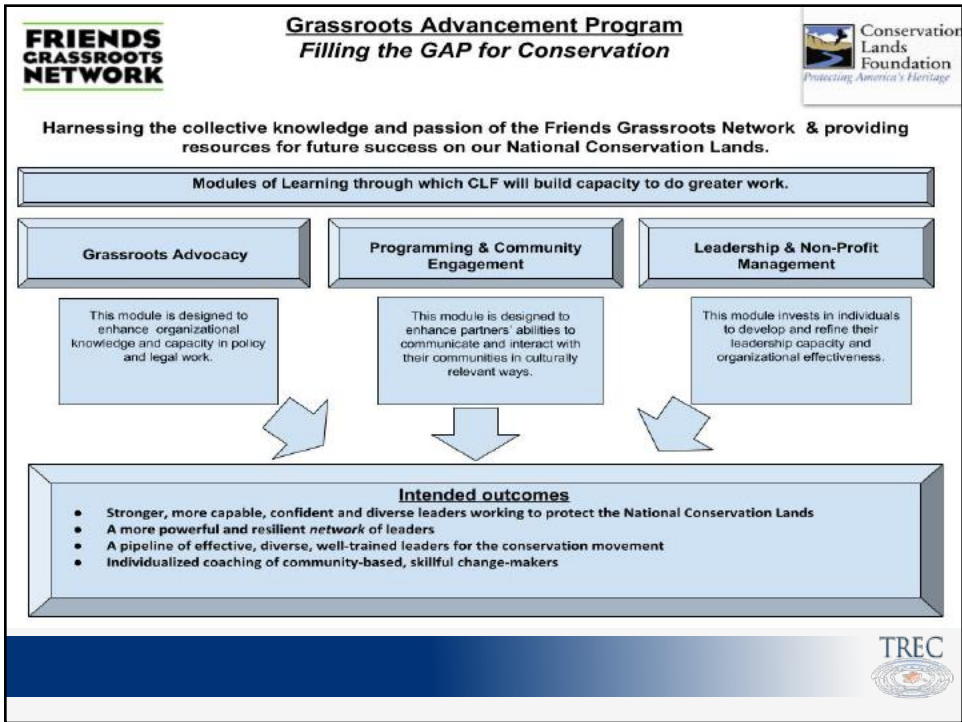 FRIENDS
GRASSROOTS
NETWORK
Grassroots Advancement Program
Filling the GAP for Conservation
Conservation
Lands
Foundation
Protecting America's Heritage
Harnessing the collective knowledge and passion of the Friends Grassroots Network & providing
resources for future success on our National Conservation Lands.
Modules of Learning through which CLF will build capacity to do greater work.
Grassroots Advocacy
This module is designed to
enhance organizational
knowledge and capacity in policy
and legal work.
Programming & Community
Engagement
This module is designed to
enhance partners' abilities to
communicate and interact with
their communities in culturally
relevant ways.
Leadership & Non-Profit
Management
This module invests in individuals
to develop and refine their
leadership capacity and
organizational effectiveness.
Intended outcomes
● Stronger, more capable, confident and diverse leaders working to protect the National Conservation Lands
● A more powerful and resilient network of leaders
● A pipeline of effective, diverse, well-trained leaders for the conservation movement
● Individualized coaching of community-based, skillful change-makers
TREC